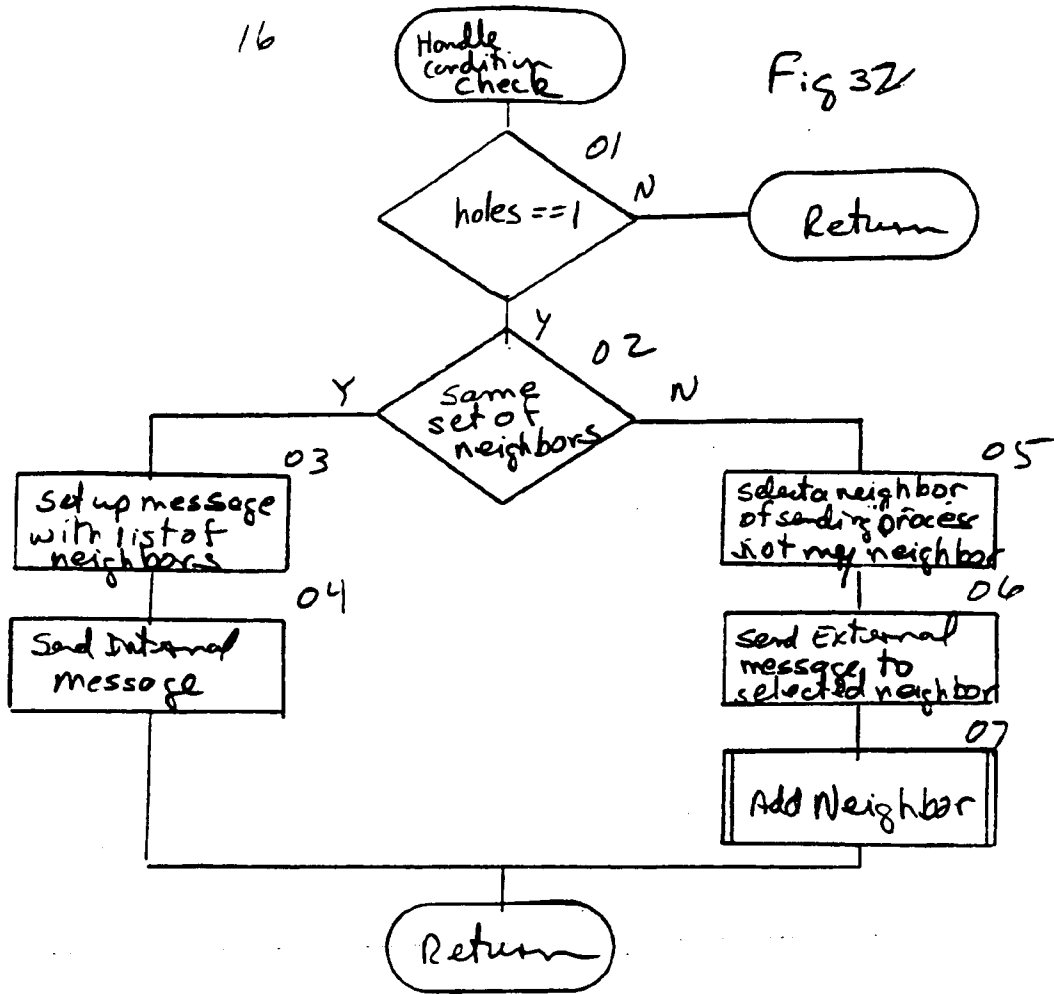 16
Handle
condition
check
Fig 32
01
holes == 1
N
Return
Y
02
same
set of
neighbors
Y
N
03
set up message
with list of
neighbors
04
Send Internal
message
05
select a neighbor
of sending process
not my neighbor
06
send External
message to
selected neighbor
07
Add Neighbor
Return